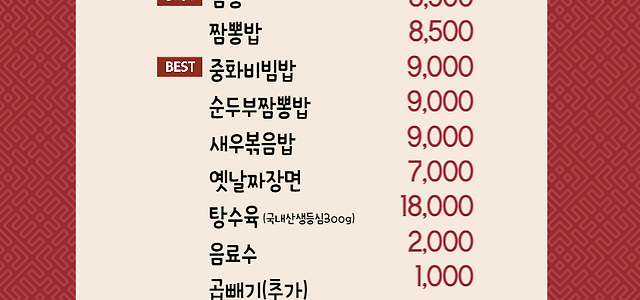 짬뽕밥 8,500
BEST 중화비빔밥 9,000
순두부짬뽕밥 9,000
새우볶음밥 9,000
옛날짜장면 7,000
탕수육 (국내산생등심300g) 18,000
음료수 2,000
곱빼기(추가) 1,000